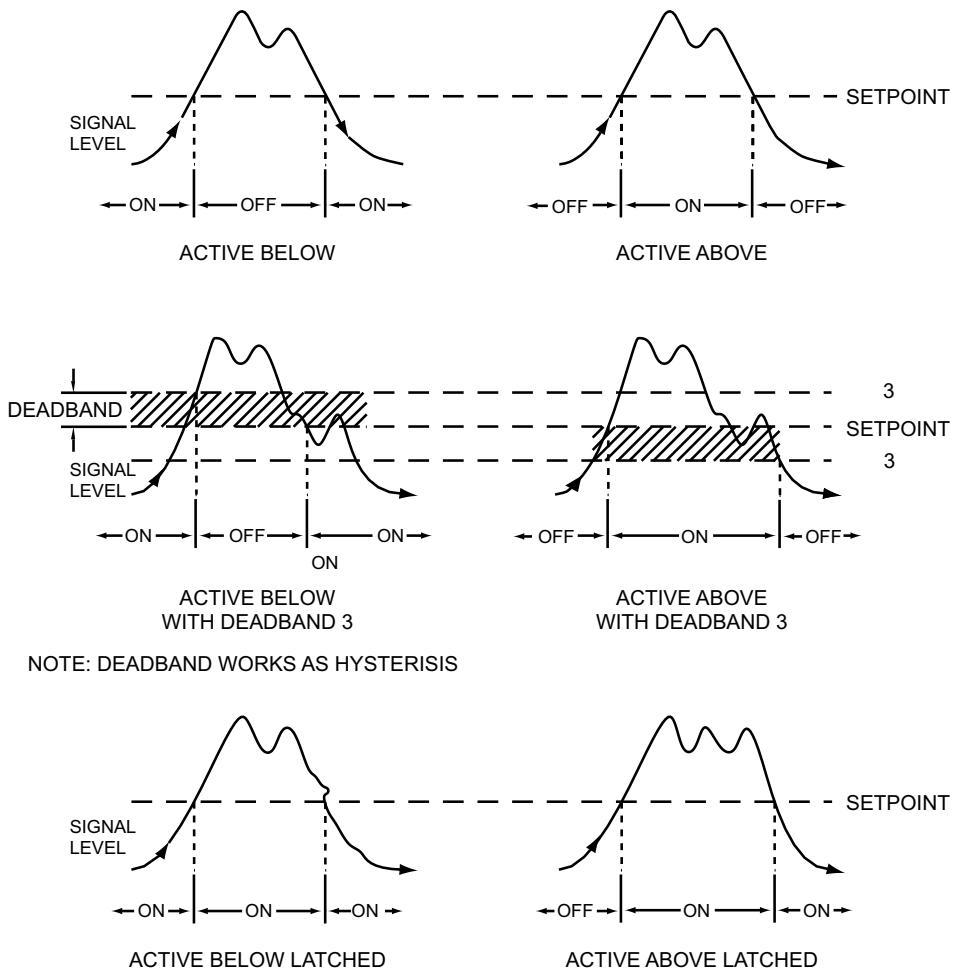 SETPOINT
SIGNAL
LEVEL
ON OFF ON
OFF ON OFF
ACTIVE BELOW
ACTIVE ABOVE
3
DEADBAND
SETPOINT
3
SIGNAL
LEVEL
ON OFF ON
ON
OFF ON OFF
ACTIVE BELOW
WITH DEADBAND 3
ACTIVE ABOVE
WITH DEADBAND 3
NOTE: DEADBAND WORKS AS HYSTERISIS
SETPOINT
SIGNAL
LEVEL
ON ON ON
OFF ON ON
ACTIVE BELOW LATCHED
ACTIVE ABOVE LATCHED